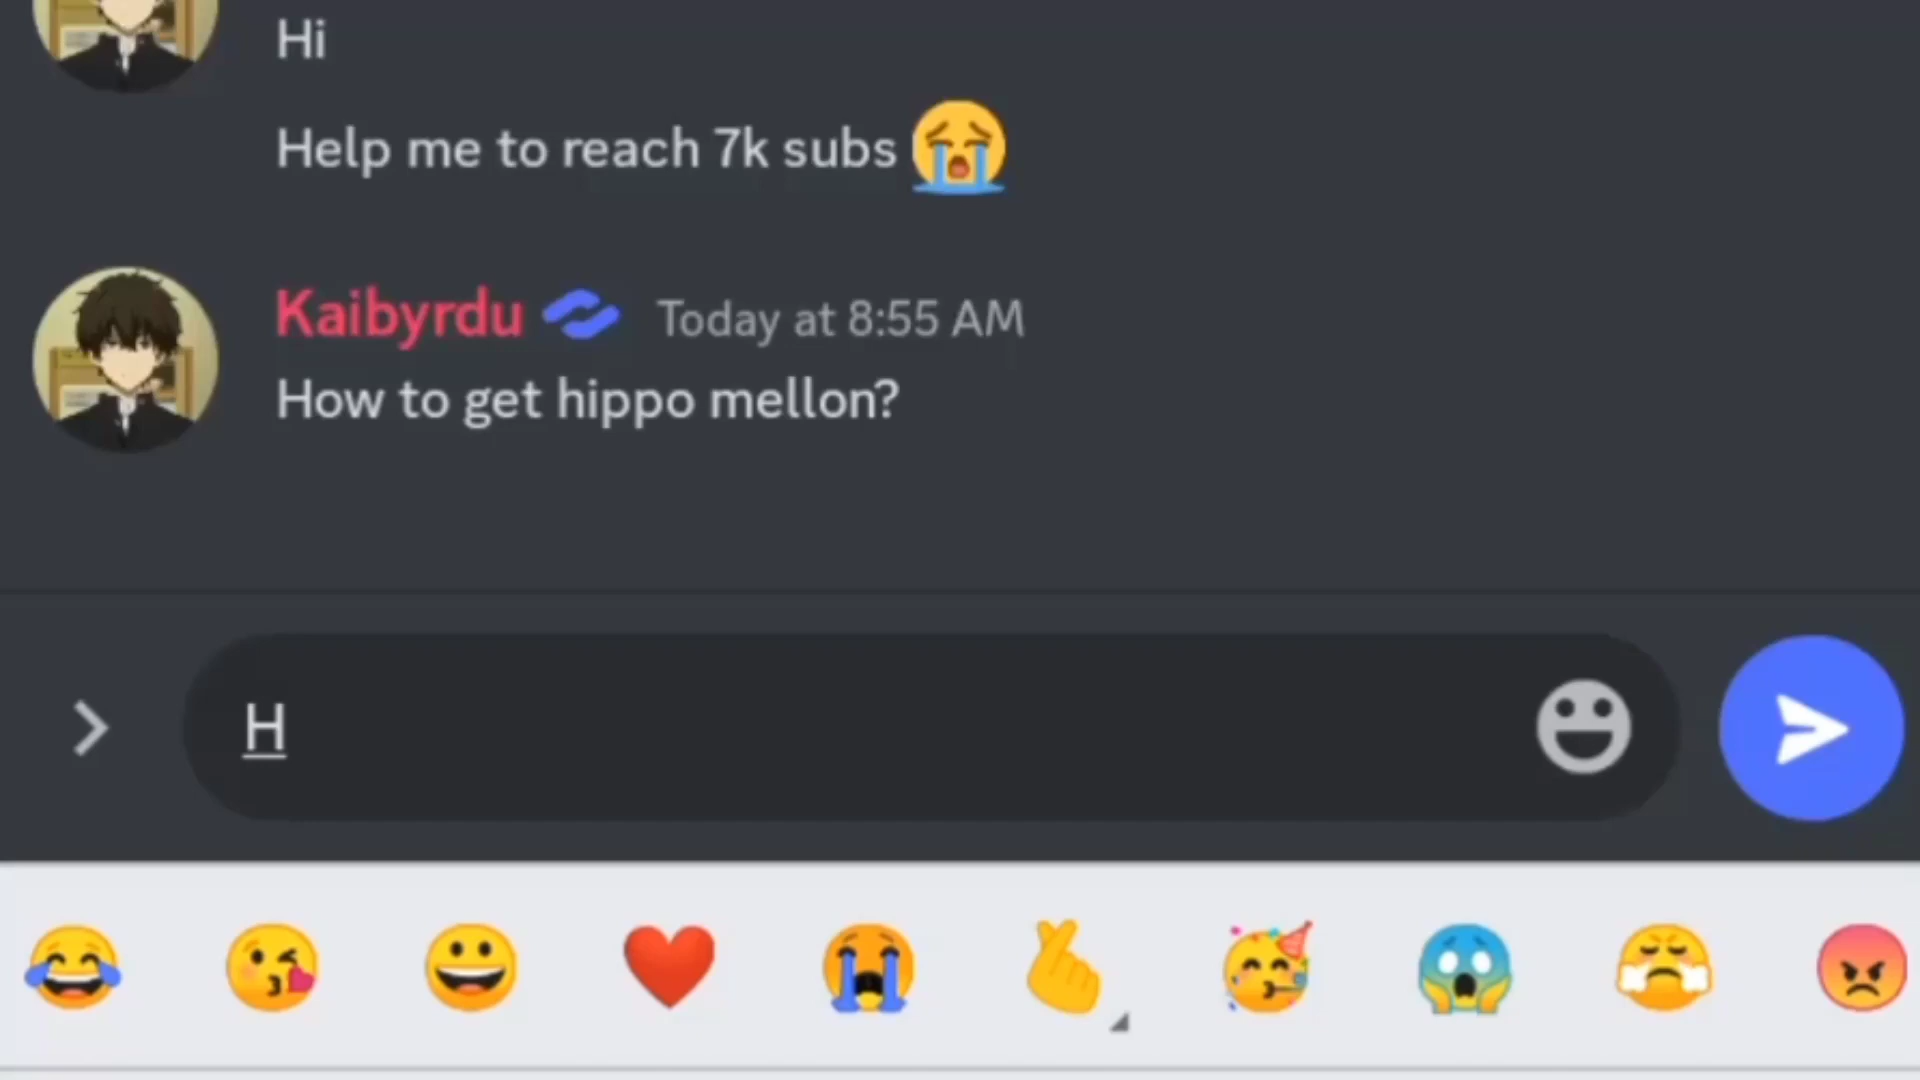 Hi
Help me to reach 7k subs 😭
Kaibyrdu Today at 8:55 AM
How to get hippo mellon?
H